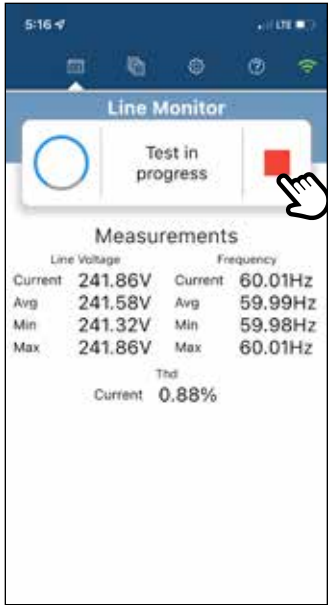 5:16
LTE
Line Monitor
Test in
progress
Measurements
Line Voltage Frequency
Current 241.86V Current 60.01Hz
Avg 241.58V Avg 59.99Hz
Min 241.32V Min 59.98Hz
Max 241.86V Max 60.01Hz
Thd
Current 0.88%